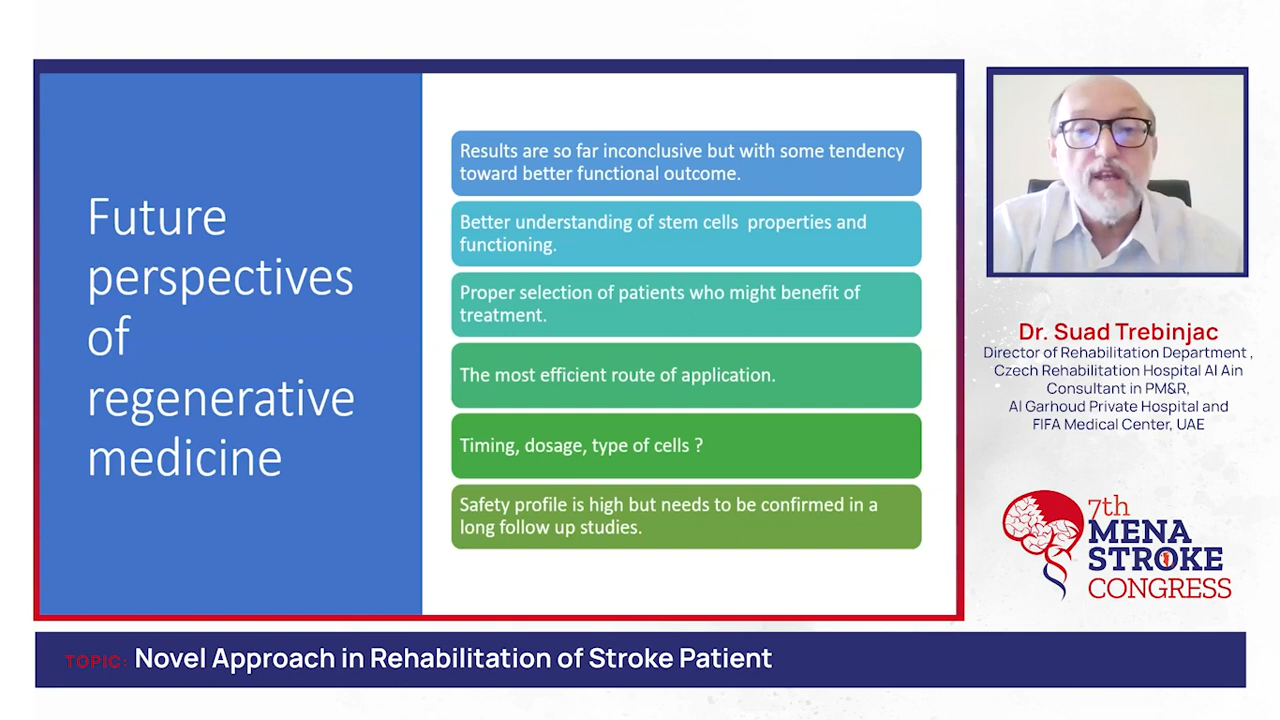 Future
perspectives
of
regenerative
medicine
Results are so far inconclusive but with some tendency
toward better functional outcome.
Better understanding of stem cells properties and
functioning.
Proper selection of patients who might benefit of
treatment.
The most efficient route of application.
Timing, dosage, type of cells ?
Safety profile is high but needs to be confirmed in a
long follow up studies.
Dr. Suad Trebinjac
Director of Rehabilitation Department ,
Czech Rehabilitation Hospital Al Ain
Consultant in PM&R,
Al Garhoud Private Hospital and
FIFA Medical Center, UAE
7th
MENA
STROKE
CONGRESS
TOPIC: Novel Approach in Rehabilitation of Stroke Patient